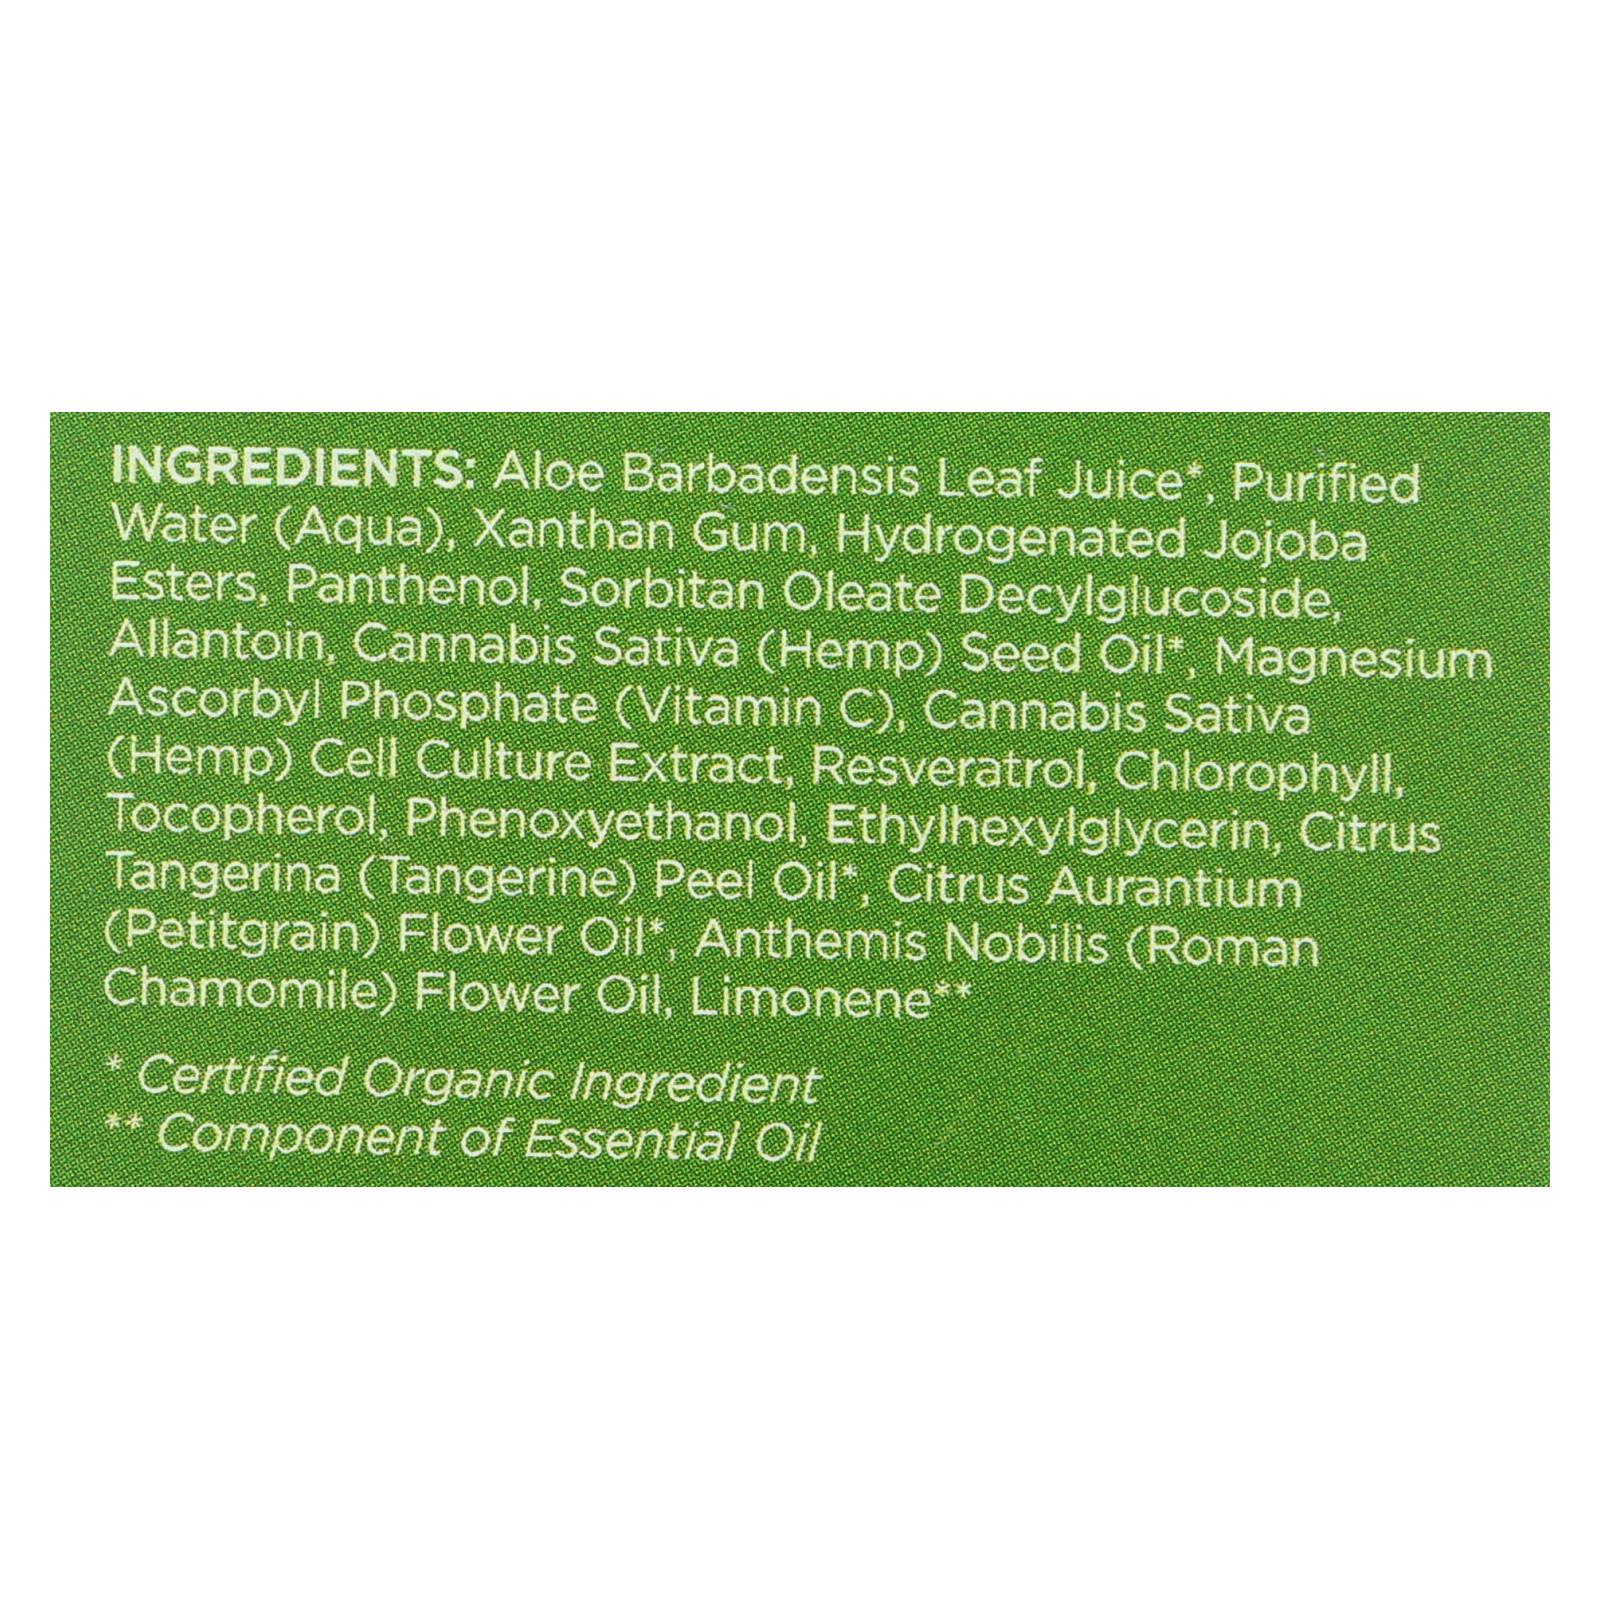 INGREDIENTS: Aloe Barbadensis Leaf Juice*, Purified
Water (Aqua), Xanthan Gum, Hydrogenated Jojoba
Esters, Panthenol, Sorbitan Oleate Decylglucoside,
Allantoin, Cannabis Sativa (Hemp) Seed Oil*, Magnesium
Ascorbyl Phosphate (Vitamin C), Cannabis Sativa
(Hemp) Cell Culture Extract, Resveratrol, Chlorophyll,
Tocopherol, Phenoxyethanol, Ethylhexylglycerin, Citrus
Tangerina (Tangerine) Peel Oil*, Citrus Aurantium
(Petitgrain) Flower Oil*, Anthemis Nobilis (Roman
Chamomile) Flower Oil, Limonene**
* Certified Organic Ingredient
** Component of Essential Oil